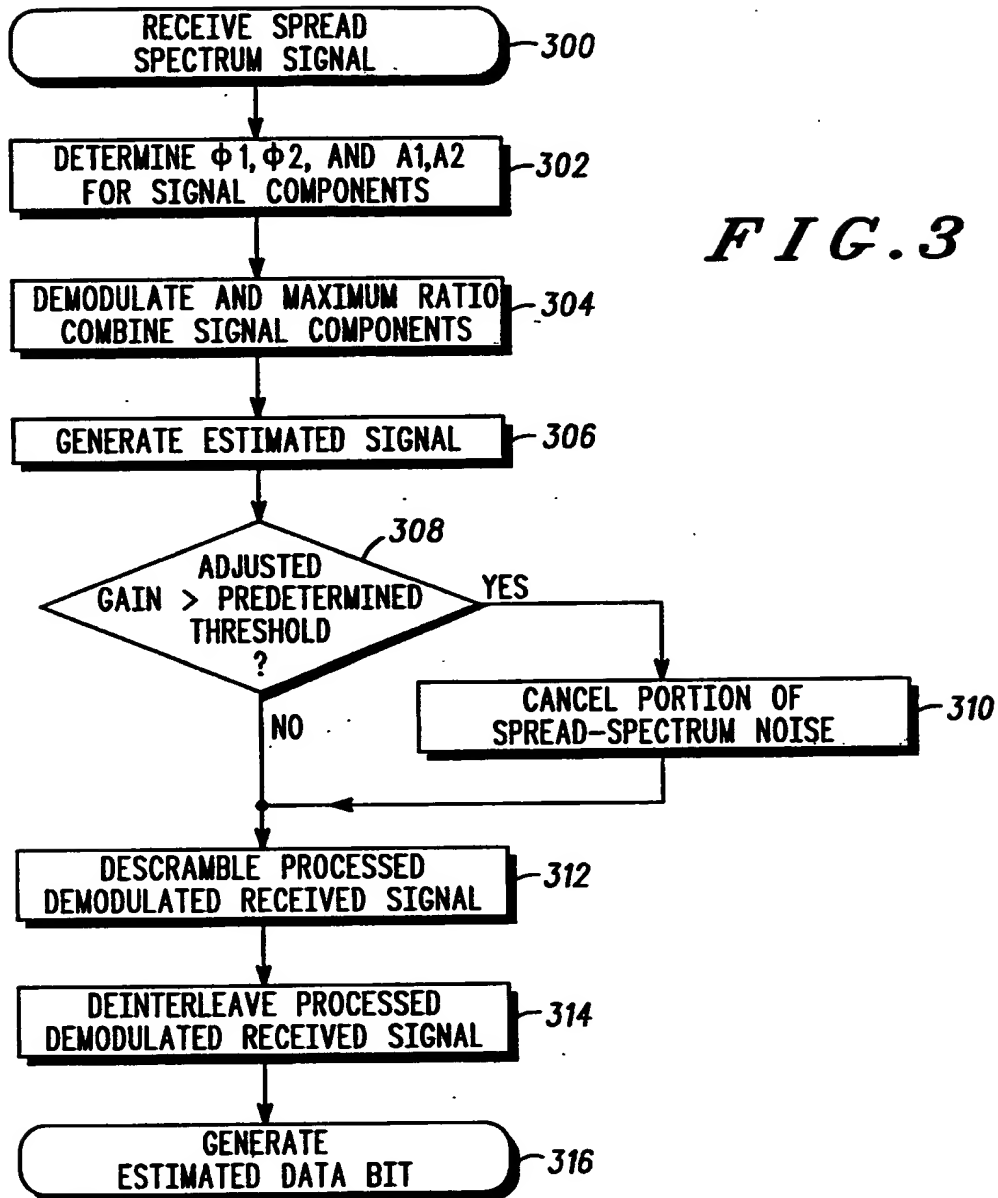 RECEIVE SPREAD
SPECTRUM SIGNAL
300
DETERMINE Φ1, Φ2, AND A1,A2
FOR SIGNAL COMPONENTS
302
FIG.3
DEMODULATE AND MAXIMUM RATIO
COMBINE SIGNAL COMPONENTS
304
GENERATE ESTIMATED SIGNAL
306
308
ADJUSTED
GAIN > PREDETERMINED
THRESHOLD
?
YES
NO
CANCEL PORTION OF
SPREAD-SPECTRUM NOISE
310
DESCRAMBLE PROCESSED
DEMODULATED RECEIVED SIGNAL
312
DEINTERLEAVE PROCESSED
DEMODULATED RECEIVED SIGNAL
314
GENERATE
ESTIMATED DATA BIT
316